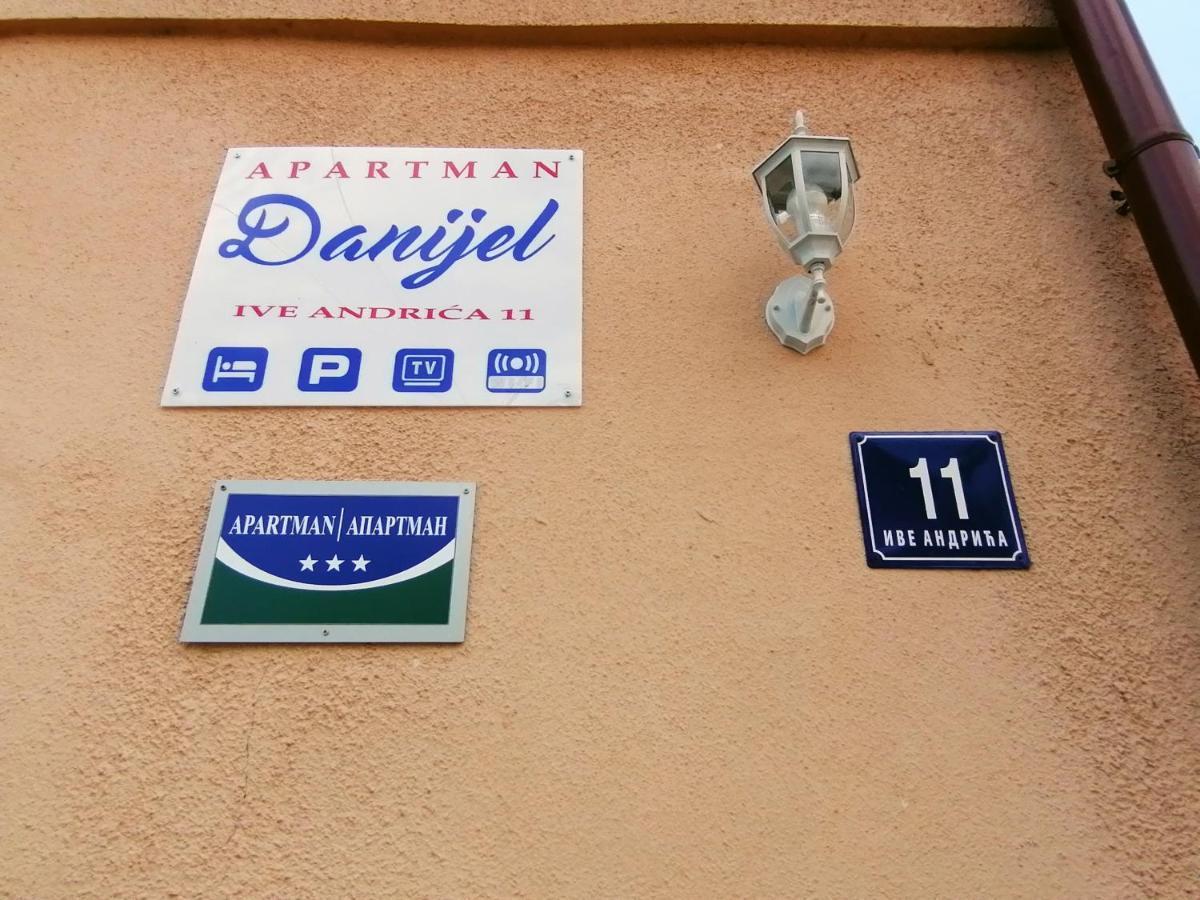 APARTMAN
Danijel
IVE ANDRIĆA 11
P TV
APARTMAN|АПАРТМАН
11
ИВЕ АНДРИЋА